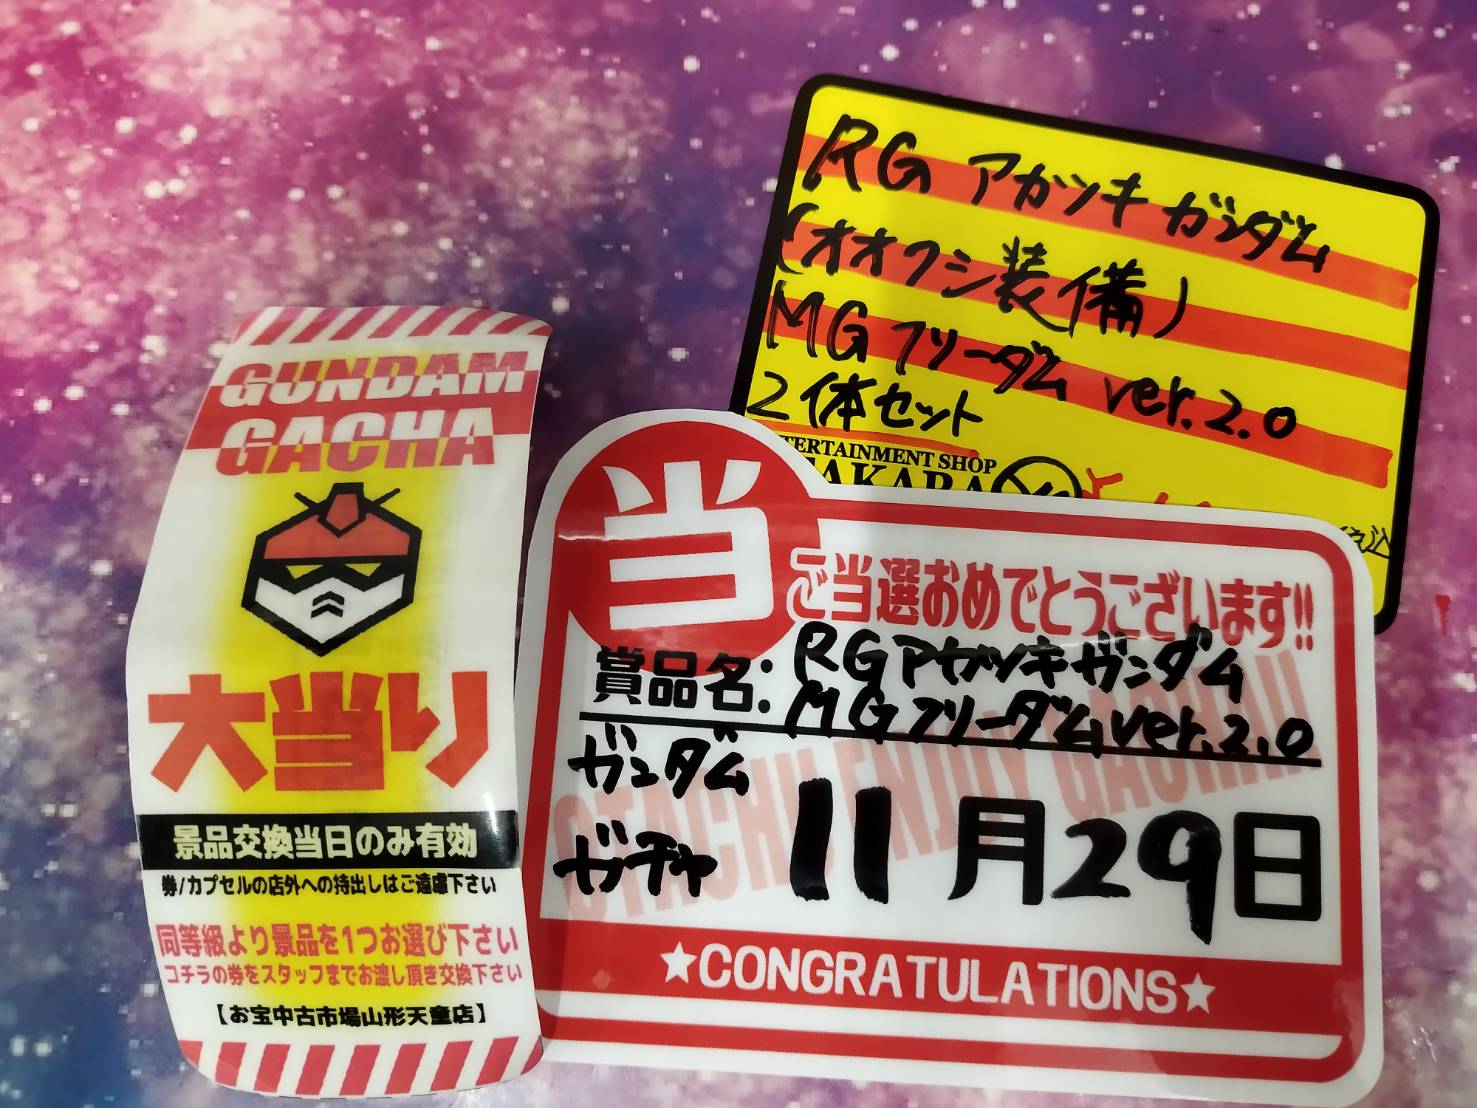 GUNDAM
GACHA
大当り
景品交換当日のみ有効
券/カプセルの店外への持出しはご遠慮下さい
同等級より景品を1つお選び下さい
コチラの券をスタッフまでお渡し頂き交換下さい
【お宝中古市場山形天童店】
RG アカツキ ガンダム
(オオワシ装備)
MG フリーダム ver.2.0
2体セット
ENTERTAINMENT SHOP
税込
当
ご当選おめでとうございます!!
賞品名: RGアカツキガンダム
MGフリーダムver.2.0
ガンダム
ガチャ
11月29日
OTACHU ENJOY GACHA!!
★CONGRATULATIONS★